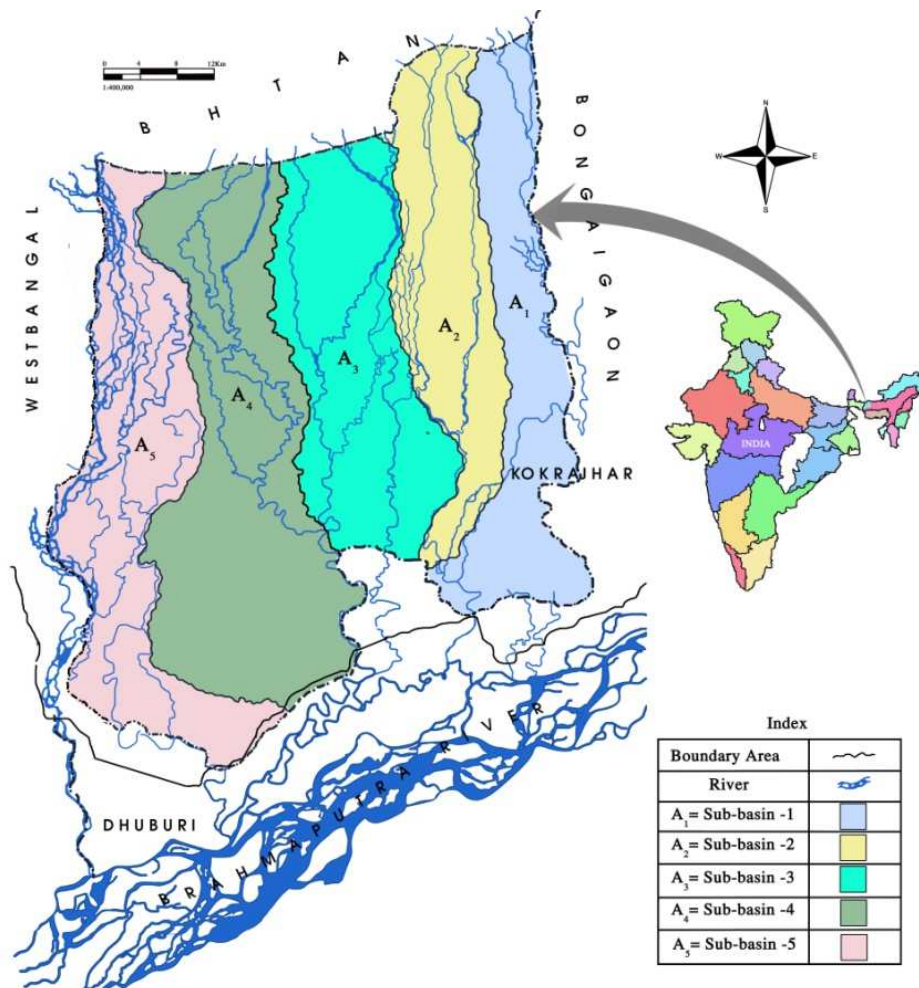 B H T A N
0 4 8 12Km
1:400,000
N
W E
S
WESTBANGAL
BONGAIGAON
A1
A2
A3
A4
A5
KOKRAJHAR
INDIA
DHUBURI
BRAHMAPUTRA RIVER
Index
Boundary Area
River
A1= Sub-basin -1
A2= Sub-basin -2
A3= Sub-basin -3
A4= Sub-basin -4
A5= Sub-basin -5